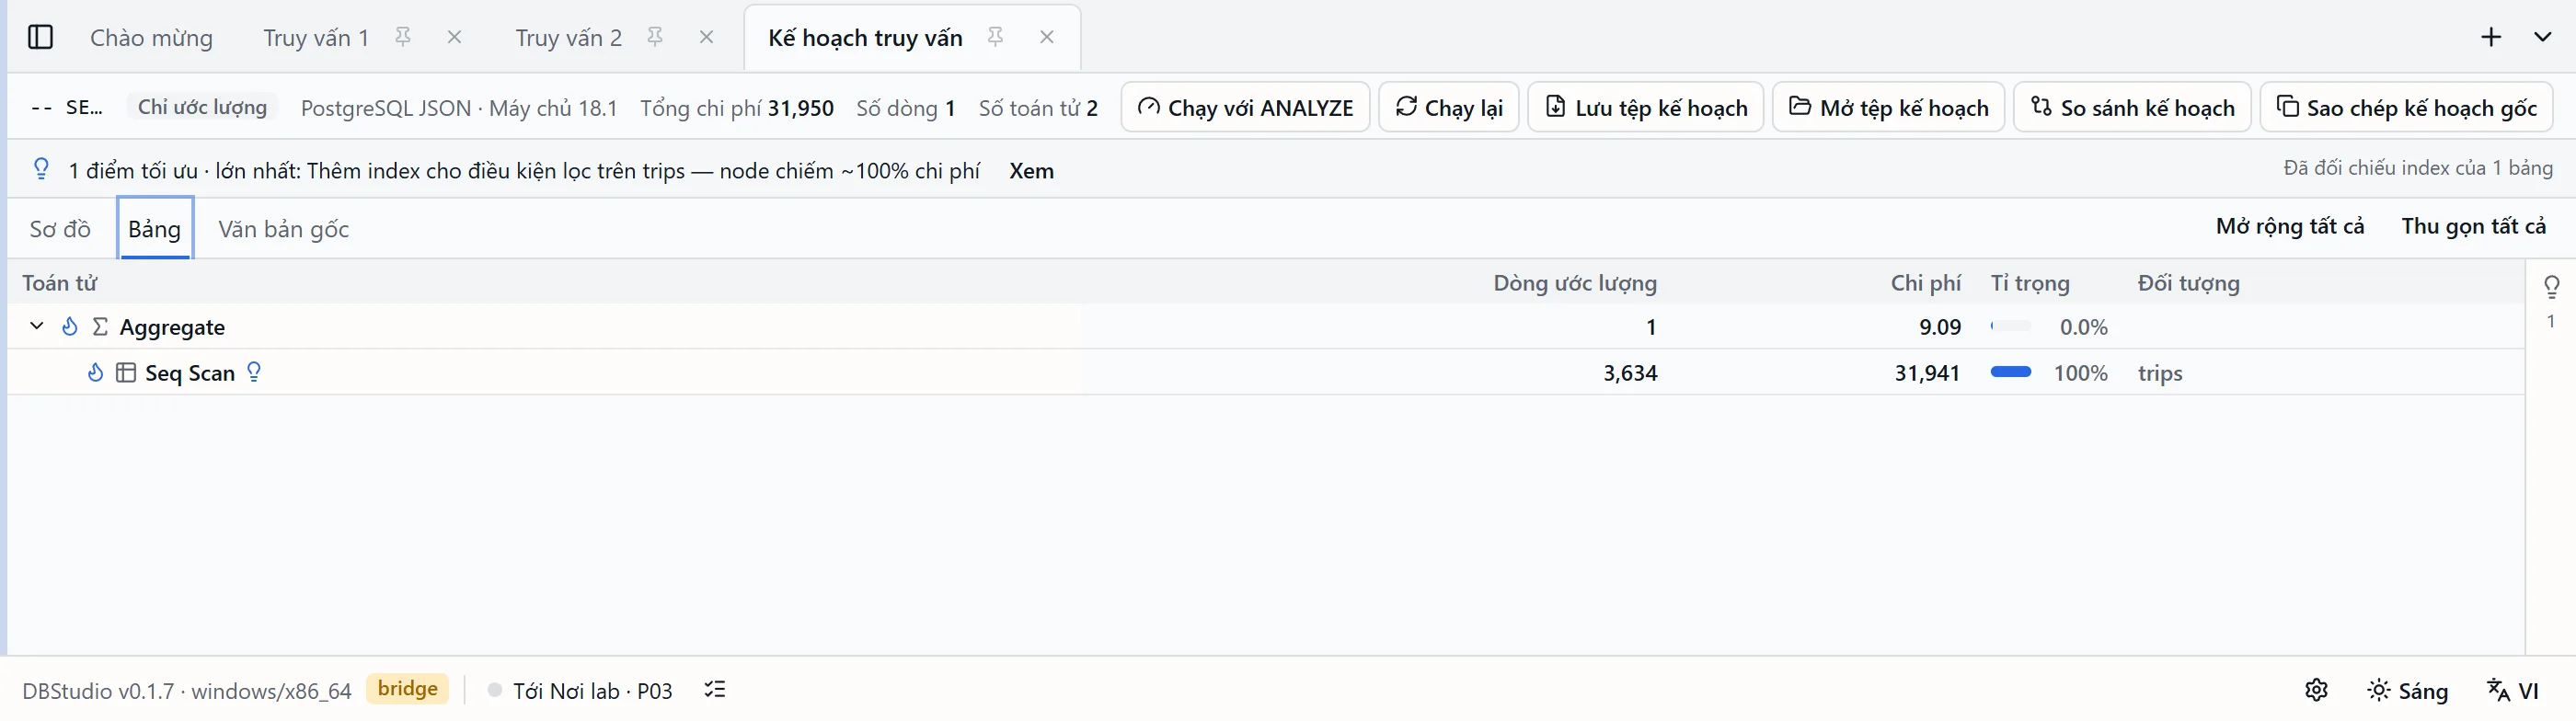 Chào mừng Truy vấn 1 Truy vấn 2 Kế hoạch truy vấn
-- SE... Chỉ ước lượng PostgreSQL JSON · Máy chủ 18.1 Tổng chi phí 31,950 Số dòng 1 Số toán tử 2 Chạy với ANALYZE Chạy lại Lưu tệp kế hoạch Mở tệp kế hoạch So sánh kế hoạch Sao chép kế hoạch gốc
1 điểm tối ưu · lớn nhất: Thêm index cho điều kiện lọc trên trips — node chiếm ~100% chi phí Xem Đã đối chiếu index của 1 bảng
Sơ đồ Bảng Văn bản gốc Mở rộng tất cả Thu gọn tất cả
Toán tử Dòng ước lượng Chi phí Tỉ trọng Đối tượng
Aggregate 1 9.09 0.0% 1
Seq Scan 3,634 31,941 100% trips
DBStudio v0.1.7 · windows/x86_64 bridge Tới Nơi lab · P03 Sáng VI